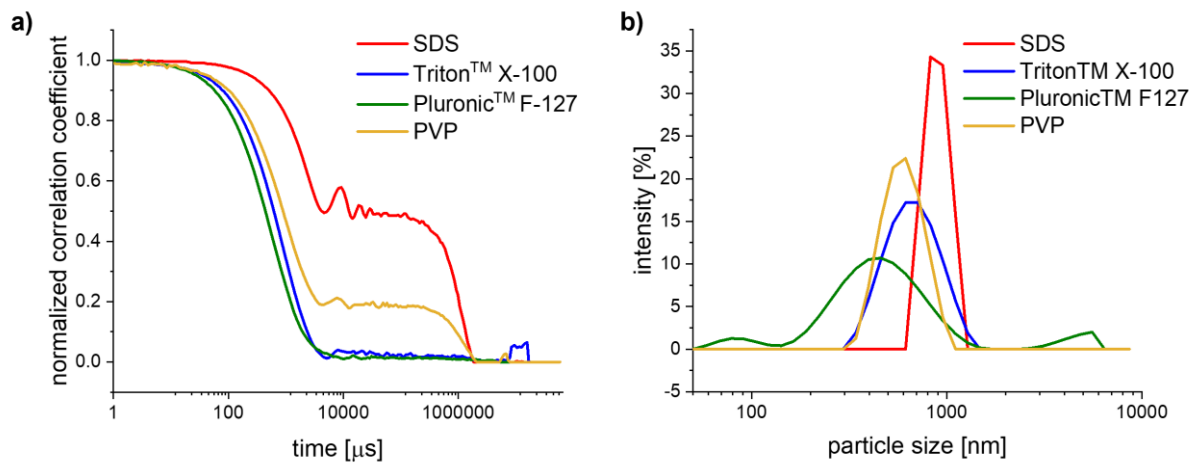 a)
normalized correlation coefficient
1.0
0.8
0.6
0.4
0.2
0.0
SDS
Triton™ X-100
Pluronic™ F-127
PVP
1
100
10000
1000000
time [μs]
b)
intensity [%]
35
30
25
20
15
10
5
0
-5
SDS
TritonTM X-100
PluronicTM F127
PVP
100
1000
10000
particle size [nm]